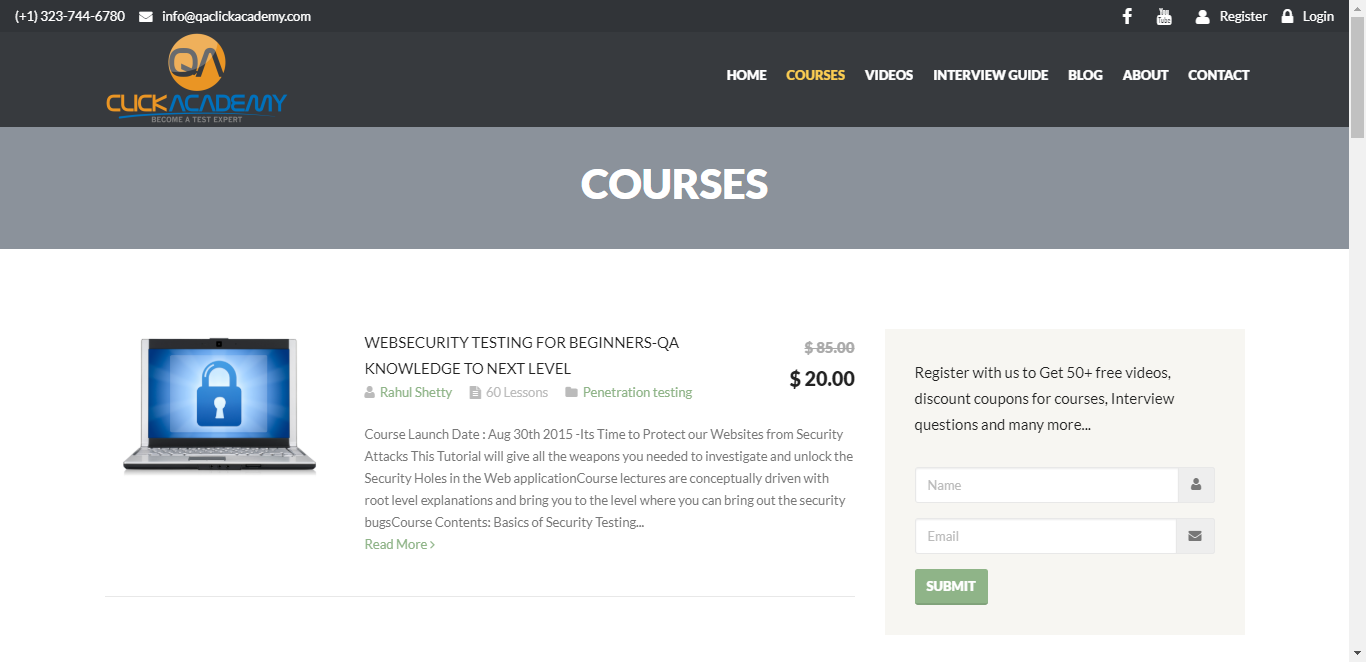 (+1) 323-744-6780 info@qaclickacademy.com Register Login
QA
CLICKACADEMY
BECOME A TEST EXPERT
HOME COURSES VIDEOS INTERVIEW GUIDE BLOG ABOUT CONTACT
COURSES
WEBSECURITY TESTING FOR BEGINNERS-QA
KNOWLEDGE TO NEXT LEVEL
$ 85.00
$ 20.00
Rahul Shetty 60 Lessons Penetration testing
Course Launch Date : Aug 30th 2015 -Its Time to Protect our Websites from Security
Attacks This Tutorial will give all the weapons you needed to investigate and unlock the
Security Holes in the Web applicationCourse lectures are conceptually driven with
root level explanations and bring you to the level where you can bring out the security
bugsCourse Contents: Basics of Security Testing...
Read More
Register with us to Get 50+ free videos,
discount coupons for courses, Interview
questions and many more...
Name
Email
SUBMIT